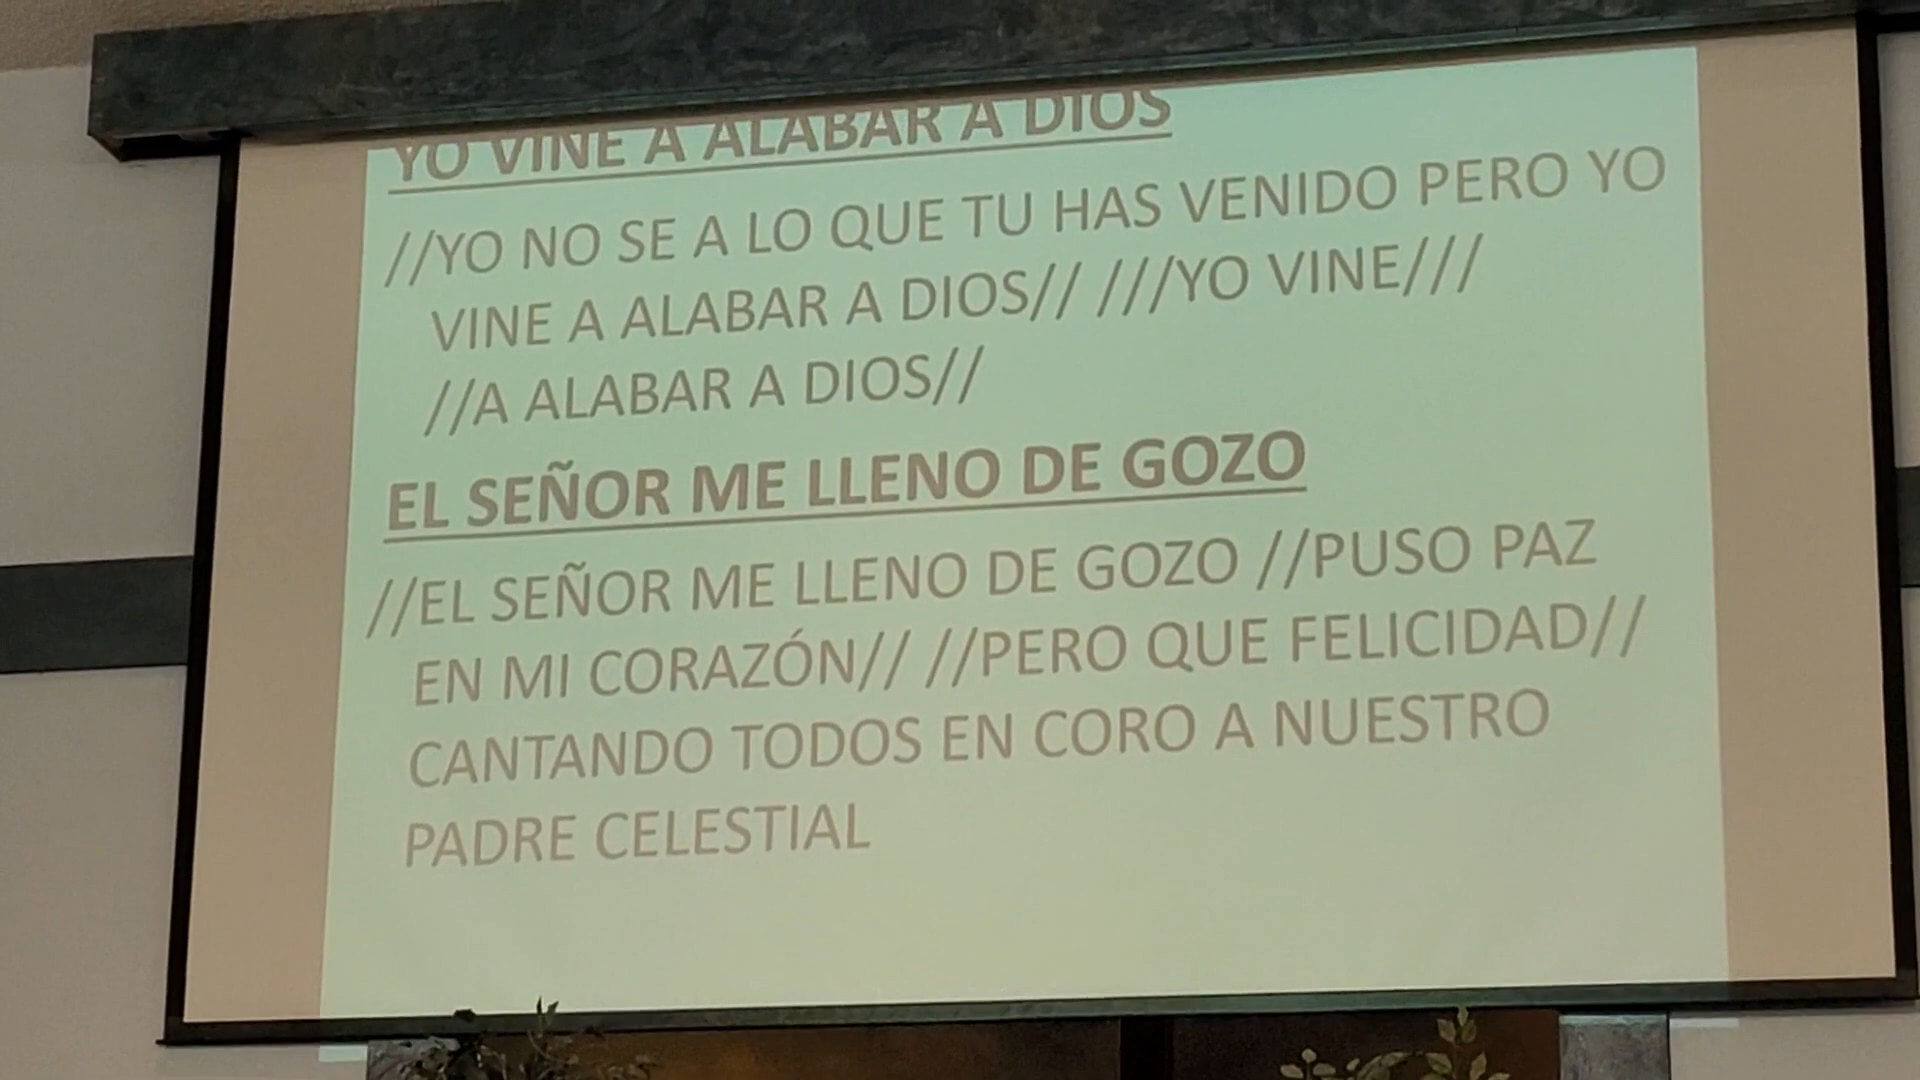 YO VINE A ALABAR A DIOS
//YO NO SE A LO QUE TU HAS VENIDO PERO YO
VINE A ALABAR A DIOS// ///YO VINE///
//A ALABAR A DIOS//
EL SEÑOR ME LLENO DE GOZO
//EL SEÑOR ME LLENO DE GOZO //PUSO PAZ
EN MI CORAZÓN// //PERO QUE FELICIDAD//
CANTANDO TODOS EN CORO A NUESTRO
PADRE CELESTIAL